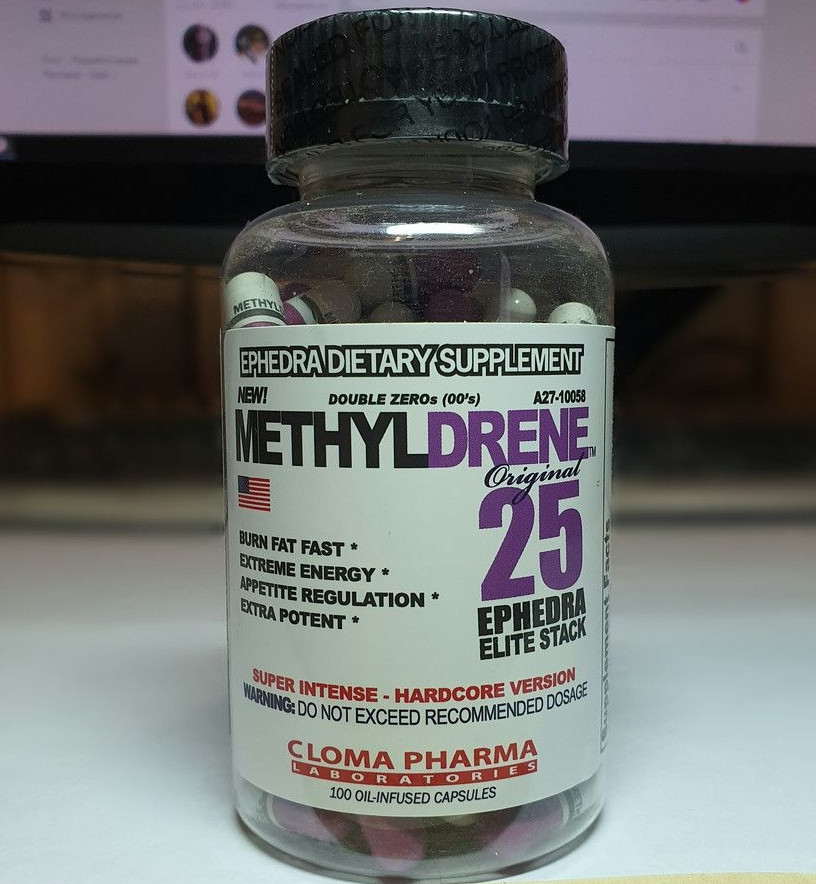 METHYL
EPHEDRA DIETARY SUPPLEMENT
NEW! DOUBLE ZEROs (00's) A27-10058
METHYLDRENE™
Original
25
EPHEDRA
ELITE STACK
BURN FAT FAST *
EXTREME ENERGY *
APPETITE REGULATION *
EXTRA POTENT *
SUPER INTENSE - HARDCORE VERSION
WARNING: DO NOT EXCEED RECOMMENDED DOSAGE
CLOMA PHARMA
LABORATORIES
100 OIL-INFUSED CAPSULES
Supplement Facts